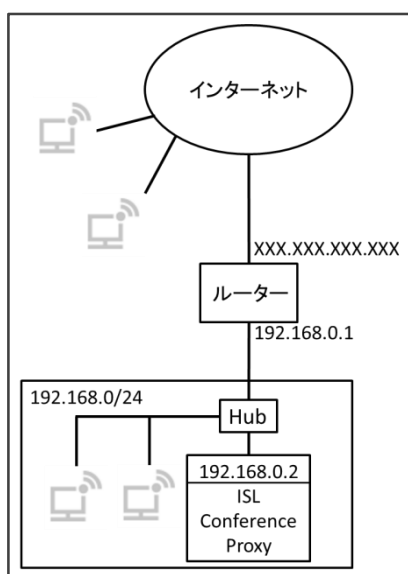 インターネット
XXX.XXX.XXX.XXX
ルーター
192.168.0.1
192.168.0/24
Hub
192.168.0.2
ISL
Conference
Proxy